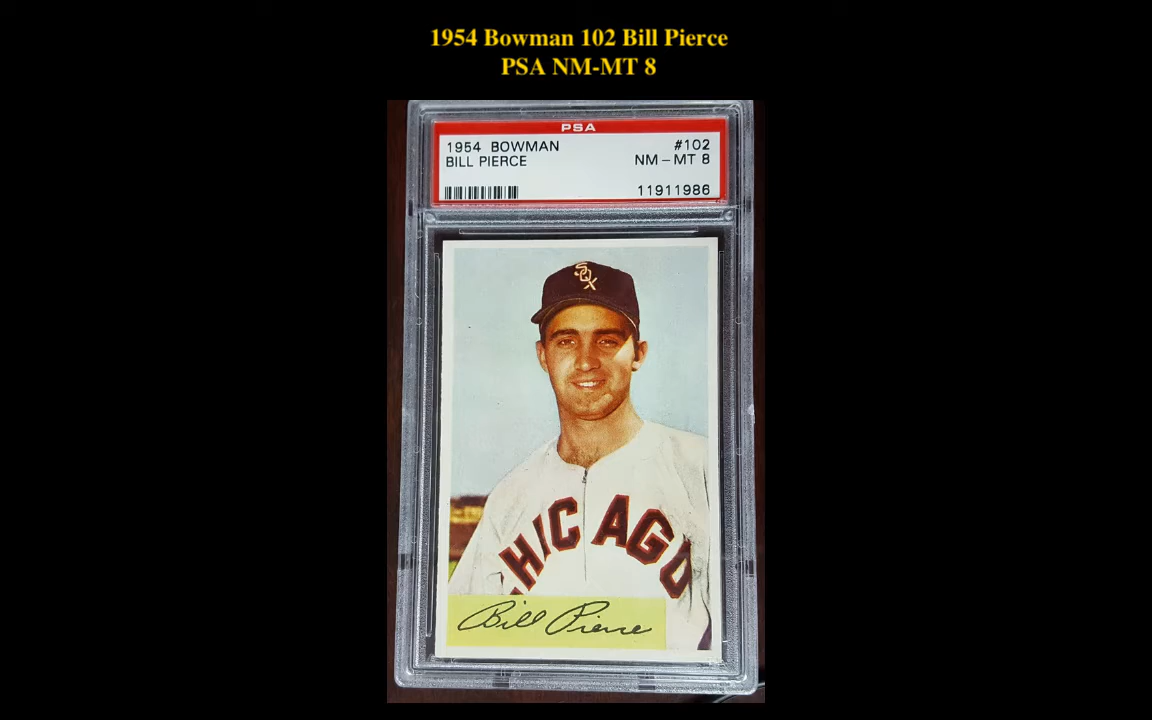 1954 Bowman 102 Bill Pierce
PSA NM-MT 8
PSA
1954 BOWMAN #102
BILL PIERCE NM-MT 8
11911986
SOX
CHICAGO
Bill Pierce